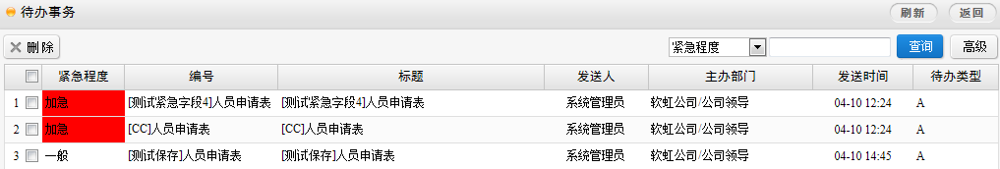 待办事务 刷新 返回
删除 紧急程度 查询 高级
紧急程度 编号 标题 发送人 主办部门 发送时间 待办类型
1 加急 [测试紧急字段4]人员申请表 [测试紧急字段4]人员申请表 系统管理员 软虹公司/公司领导 04-10 12:24 A
2 加急 [CC]人员申请表 [CC]人员申请表 系统管理员 软虹公司/公司领导 04-10 12:24 A
3 一般 [测试保存]人员申请表 [测试保存]人员申请表 系统管理员 软虹公司/公司领导 04-10 14:45 A